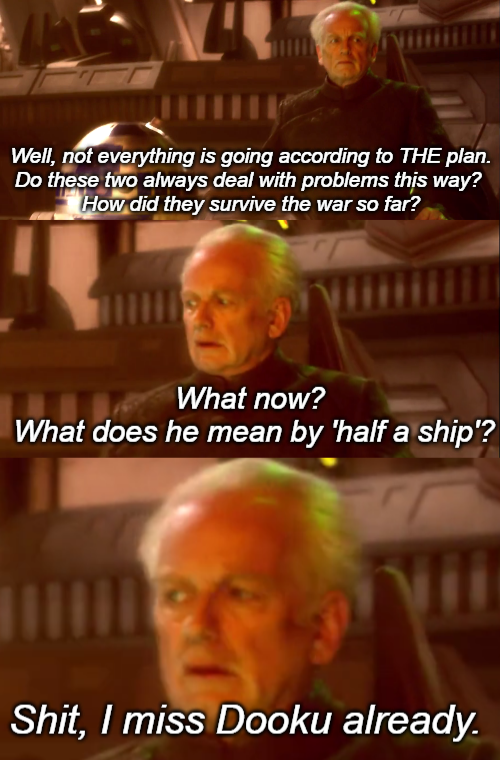 Well, not everything is going according to THE plan.
Do these two always deal with problems this way?
How did they survive the war so far?
What now?
What does he mean by 'half a ship'?
Shit, I miss Dooku already.